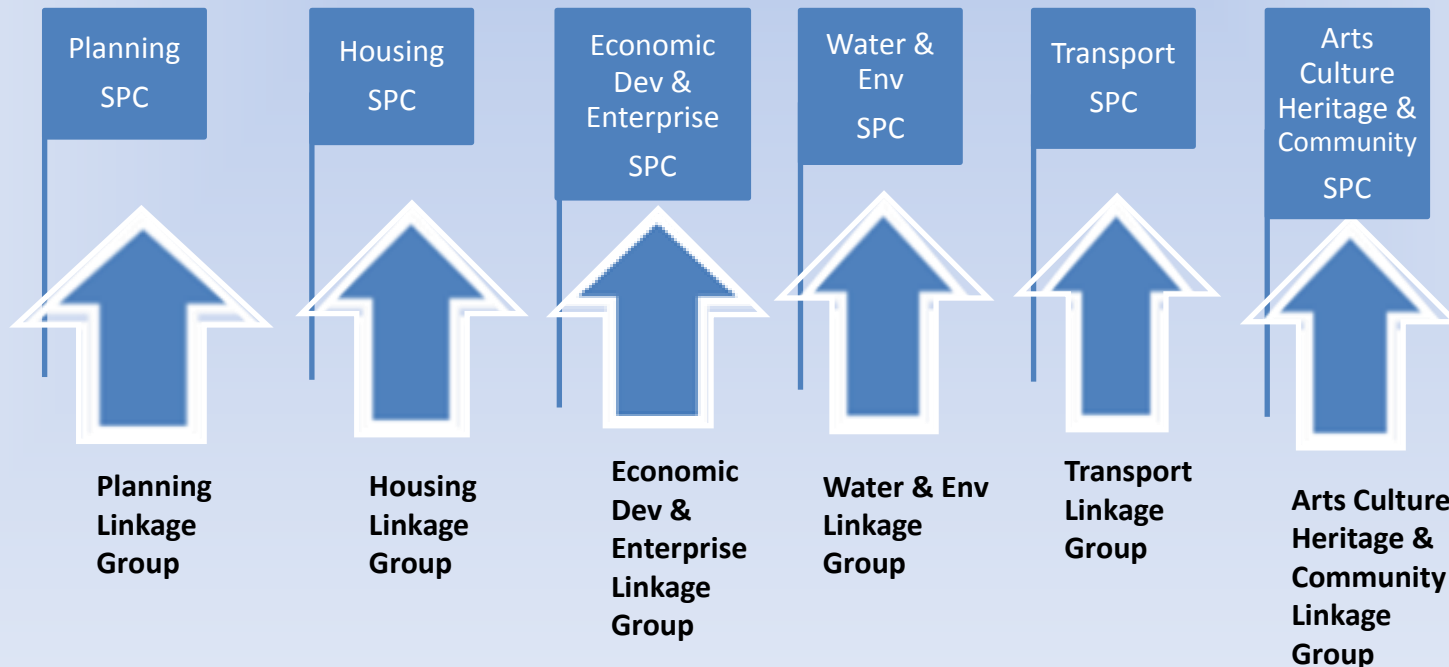 Planning
SPC
Housing
SPC
Economic
Dev &
Enterprise
SPC
Water &
Env
SPC
Transport
SPC
Arts
Culture
Heritage &
Community
SPC
Planning
Linkage
Group
Housing
Linkage
Group
Economic
Dev &
Enterprise
Linkage
Group
Water & Env
Linkage
Group
Transport
Linkage
Group
Arts Culture
Heritage &
Community
Linkage
Group